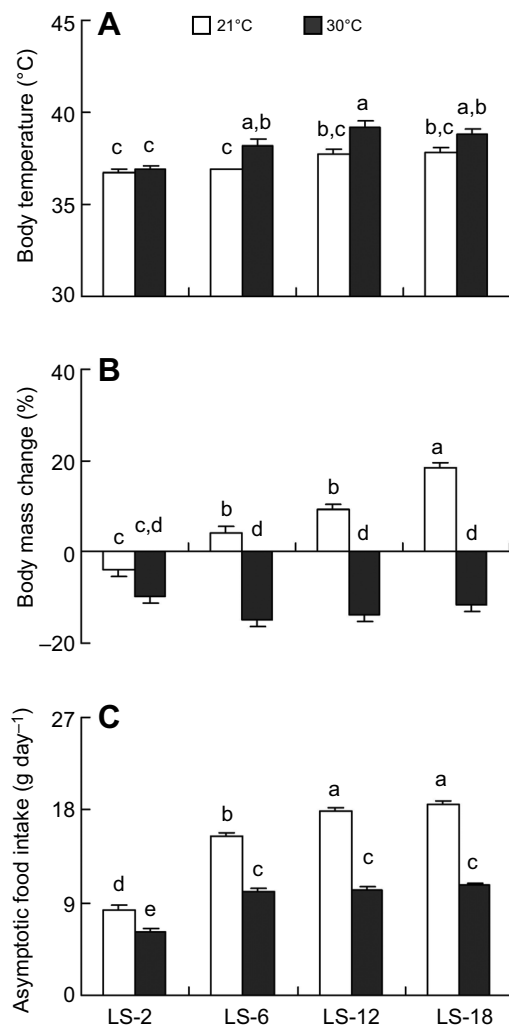 A
21°C 30°C
Body temperature (°C)
45
40
35
30
c c c a,b b,c a b,c a,b
B
Body mass change (%)
40
20
0
–20
c c,d b d b d a d
C
Asymptotic food intake (g day–1)
27
18
9
0
d e b c a c a c
LS-2 LS-6 LS-12 LS-18